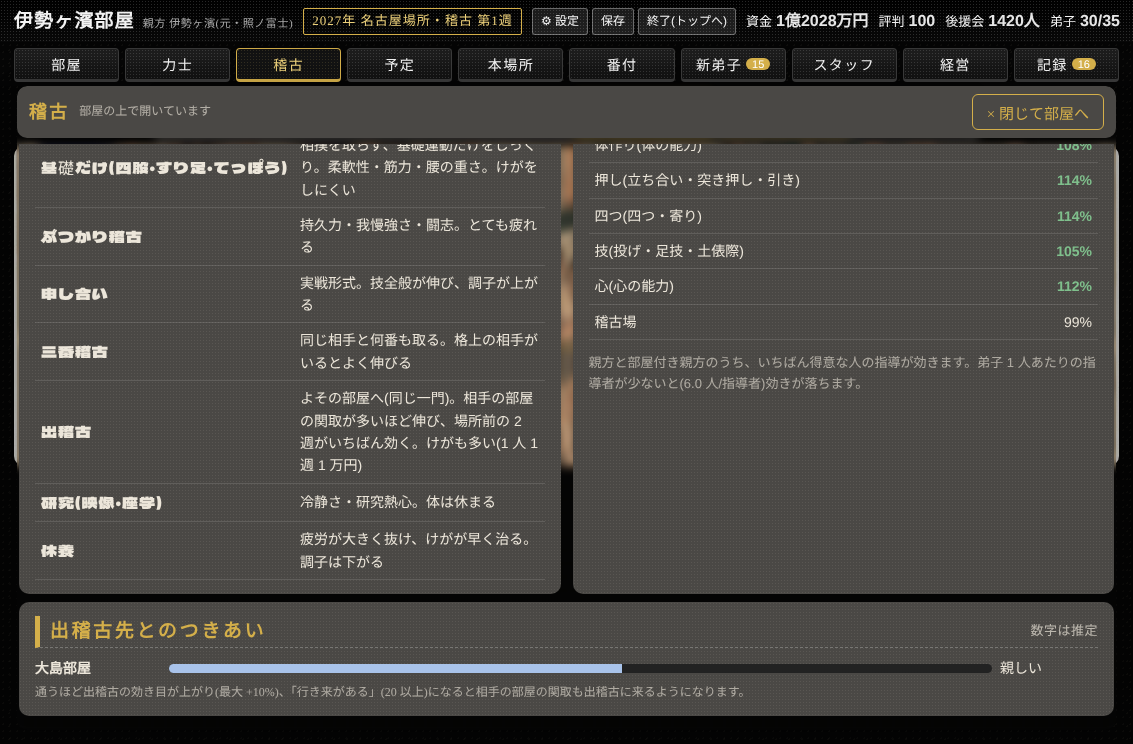 伊勢ヶ濱部屋 親方 伊勢ヶ濱(元・照ノ富士) 2027年 名古屋場所・稽古 第1週 ⚙ 設定 保存 終了(トップへ) 資金 1億2028万円 評判 100 後援会 1420人 弟子 30/35
部屋 力士 稽古 予定 本場所 番付 新弟子 15 スタッフ 経営 記録 16
稽古 部屋の上で開いています × 閉じて部屋へ
基礎だけ(四股・すり足・てっぽう)
相撲を取らず、基礎運動だけをじっく
り。柔軟性・筋力・腰の重さ。けがを
しにくい
ぶつかり稽古
持久力・我慢強さ・闘志。とても疲れ
る
申し合い
実戦形式。技全般が伸び、調子が上が
る
三番稽古
同じ相手と何番も取る。格上の相手が
いるとよく伸びる
出稽古
よその部屋へ(同じ一門)。相手の部屋
の関取が多いほど伸び、場所前の 2
週がいちばん効く。けがも多い(1 人 1
週 1 万円)
研究(映像・座学)
冷静さ・研究熱心。体は休まる
休養
疲労が大きく抜け、けがが早く治る。
調子は下がる
体作り(体の能力) 108%
押し(立ち合い・突き押し・引き) 114%
四つ(四つ・寄り) 114%
技(投げ・足技・土俵際) 105%
心(心の能力) 112%
稽古場 99%
親方と部屋付き親方のうち、いちばん得意な人の指導が効きます。弟子 1 人あたりの指
導者が少ないと(6.0 人/指導者)効きが落ちます。
出稽古先とのつきあい 数字は推定
大島部屋 親しい
通うほど出稽古の効き目が上がり(最大 +10%)、「行き来がある」(20 以上)になると相手の部屋の関取も出稽古に来るようになります。